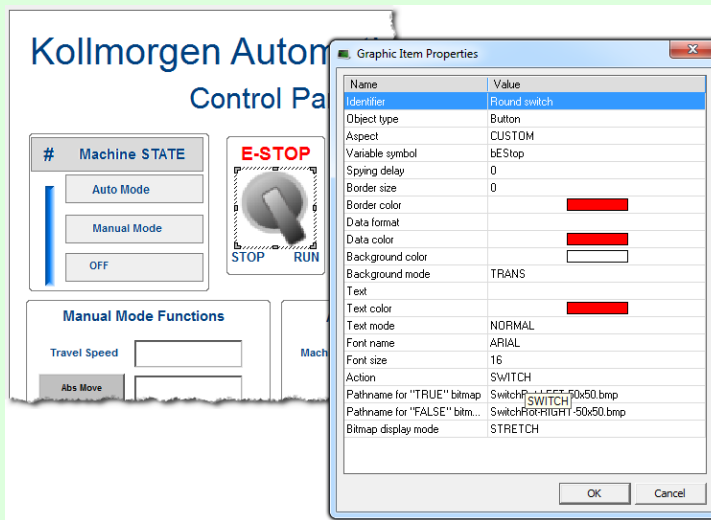 Kollmorgen Autom
Control Pa
# Machine STATE
Auto Mode
Manual Mode
OFF
E-STOP
STOP RUN
Manual Mode Functions
Travel Speed
Abs Move
Mach
Graphic Item Properties
Name Value
Identifier Round switch
Object type Button
Aspect CUSTOM
Variable symbol bEStop
Spying delay 0
Border size 0
Border color
Data format
Data color
Background color
Background mode TRANS
Text
Text color
Text mode NORMAL
Font name ARIAL
Font size 16
Action SWITCH
Pathname for "TRUE" bitmap
SWITCH
Pathname for "FALSE" bitm... SwitchRot-RIGHT-50x50.bmp
Bitmap display mode STRETCH
OK Cancel